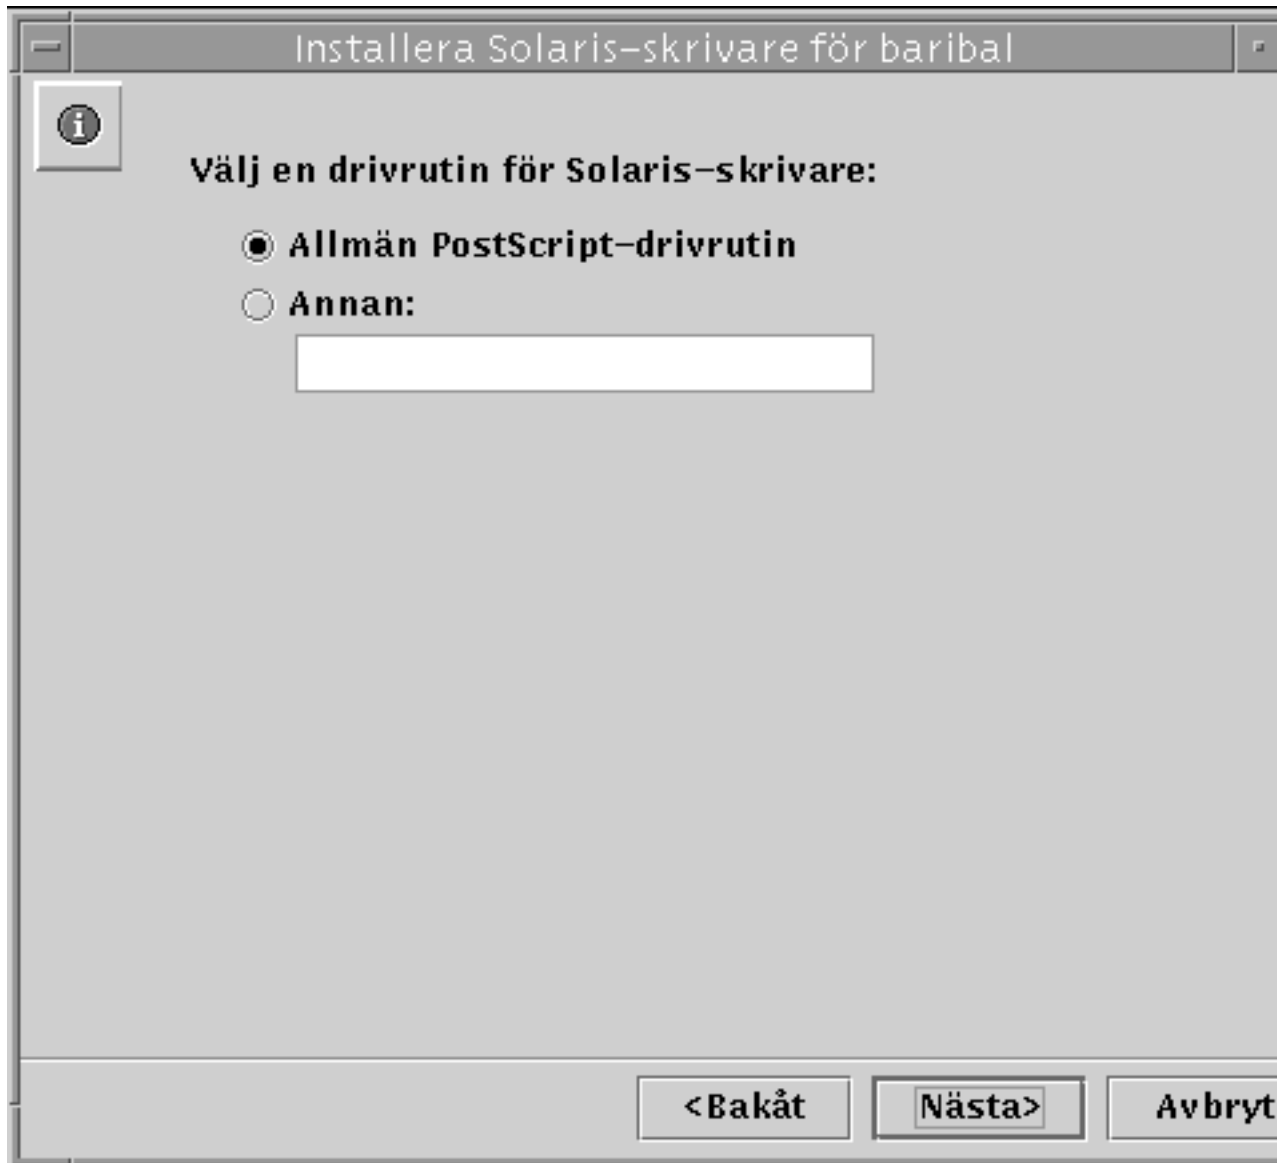 Installera Solaris-skrivare för baribal
Välj en drivrutin för Solaris-skrivare:
Allmän PostScript-drivrutin
Annan:
<Bakåt Nästa> Avbryt